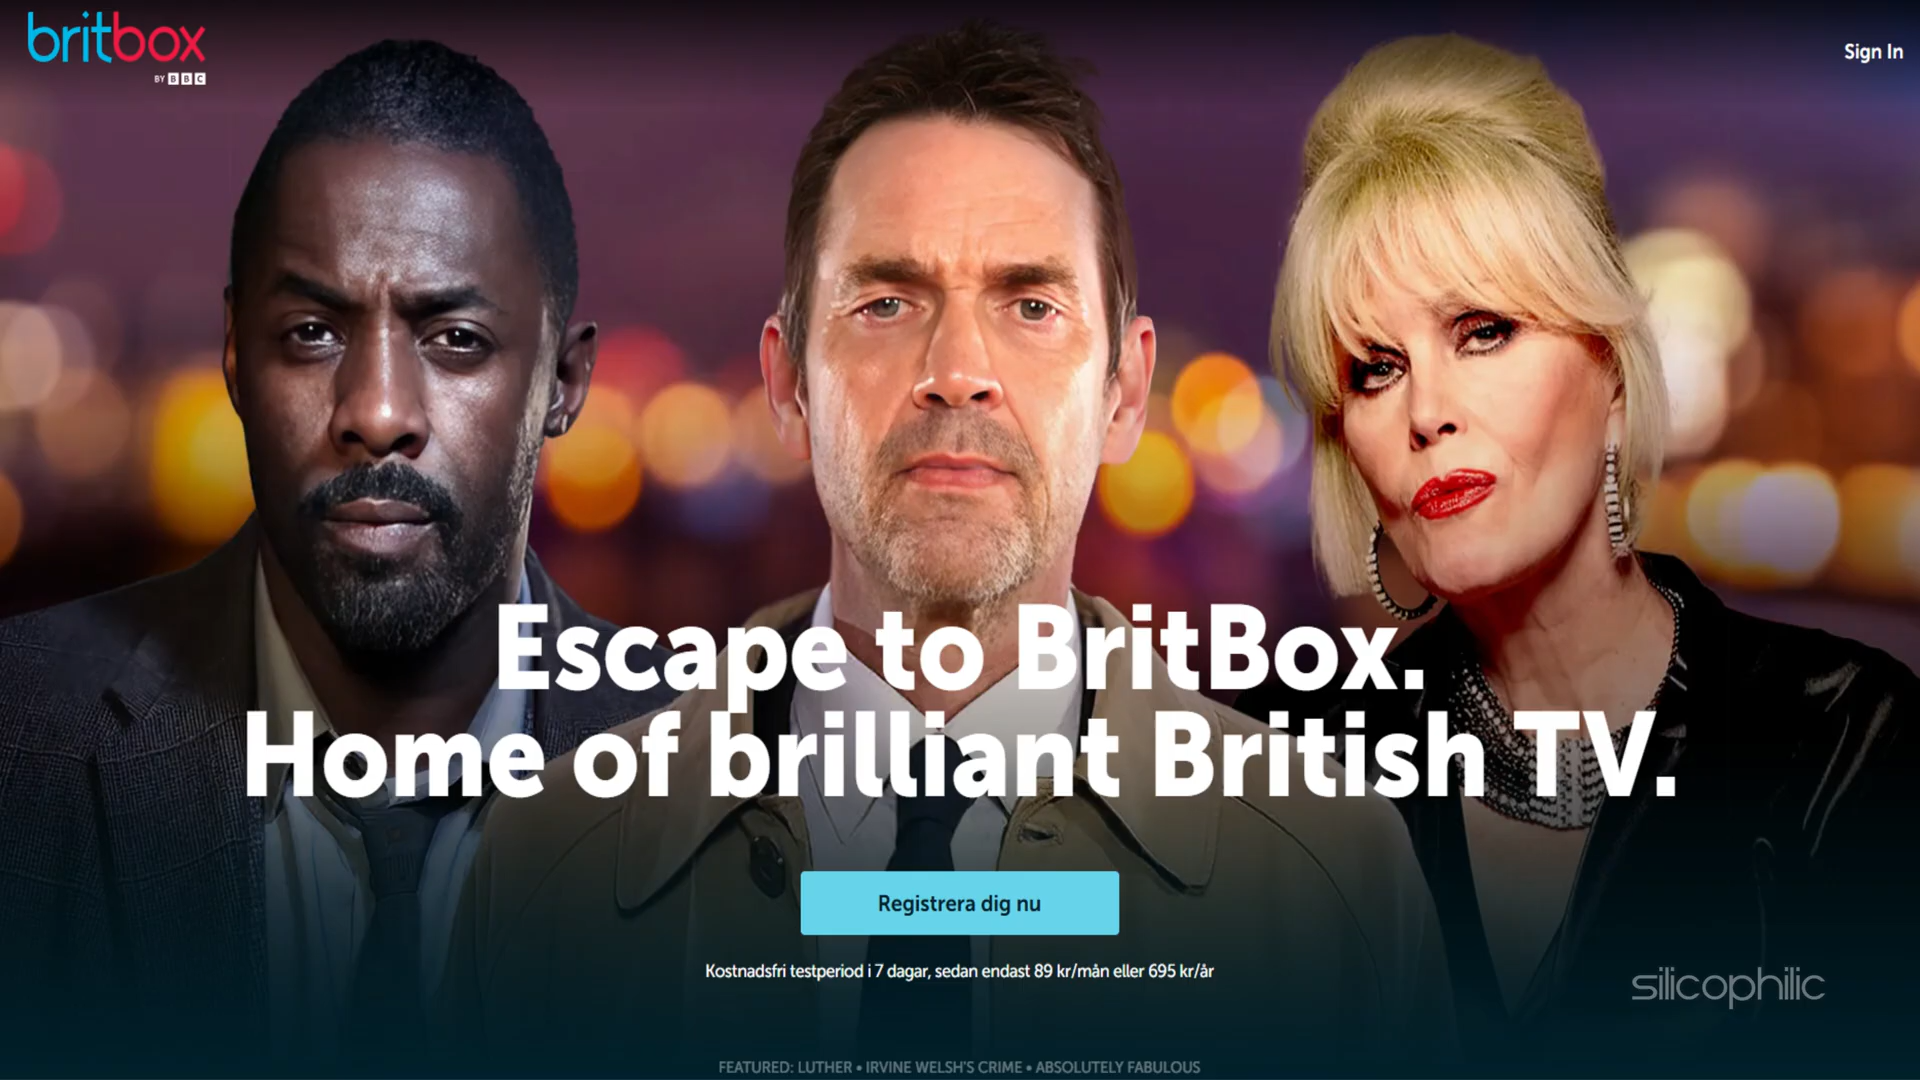 britbox
BY BBC
Sign In
Escape to BritBox.
Home of brilliant British TV.
Registrera dig nu
Kostnadsfri testperiod i 7 dagar, sedan endast 89 kr/mån eller 695 kr/år
silicophilic
FEATURED: LUTHER • IRVINE WELSH'S CRIME • ABSOLUTELY FABULOUS